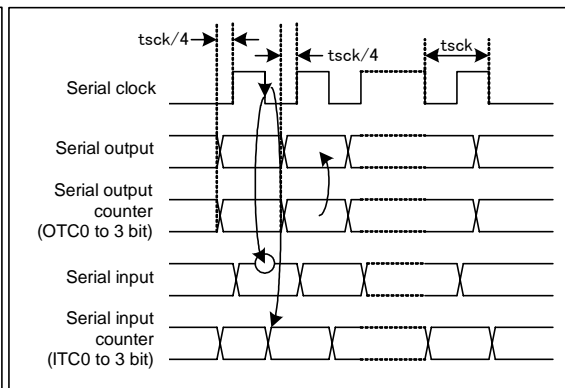 tsck/4
tsck/4
tsck
Serial clock
Serial output
Serial output
counter
(OTC0 to 3 bit)
Serial input
Serial input
counter
(ITC0 to 3 bit)